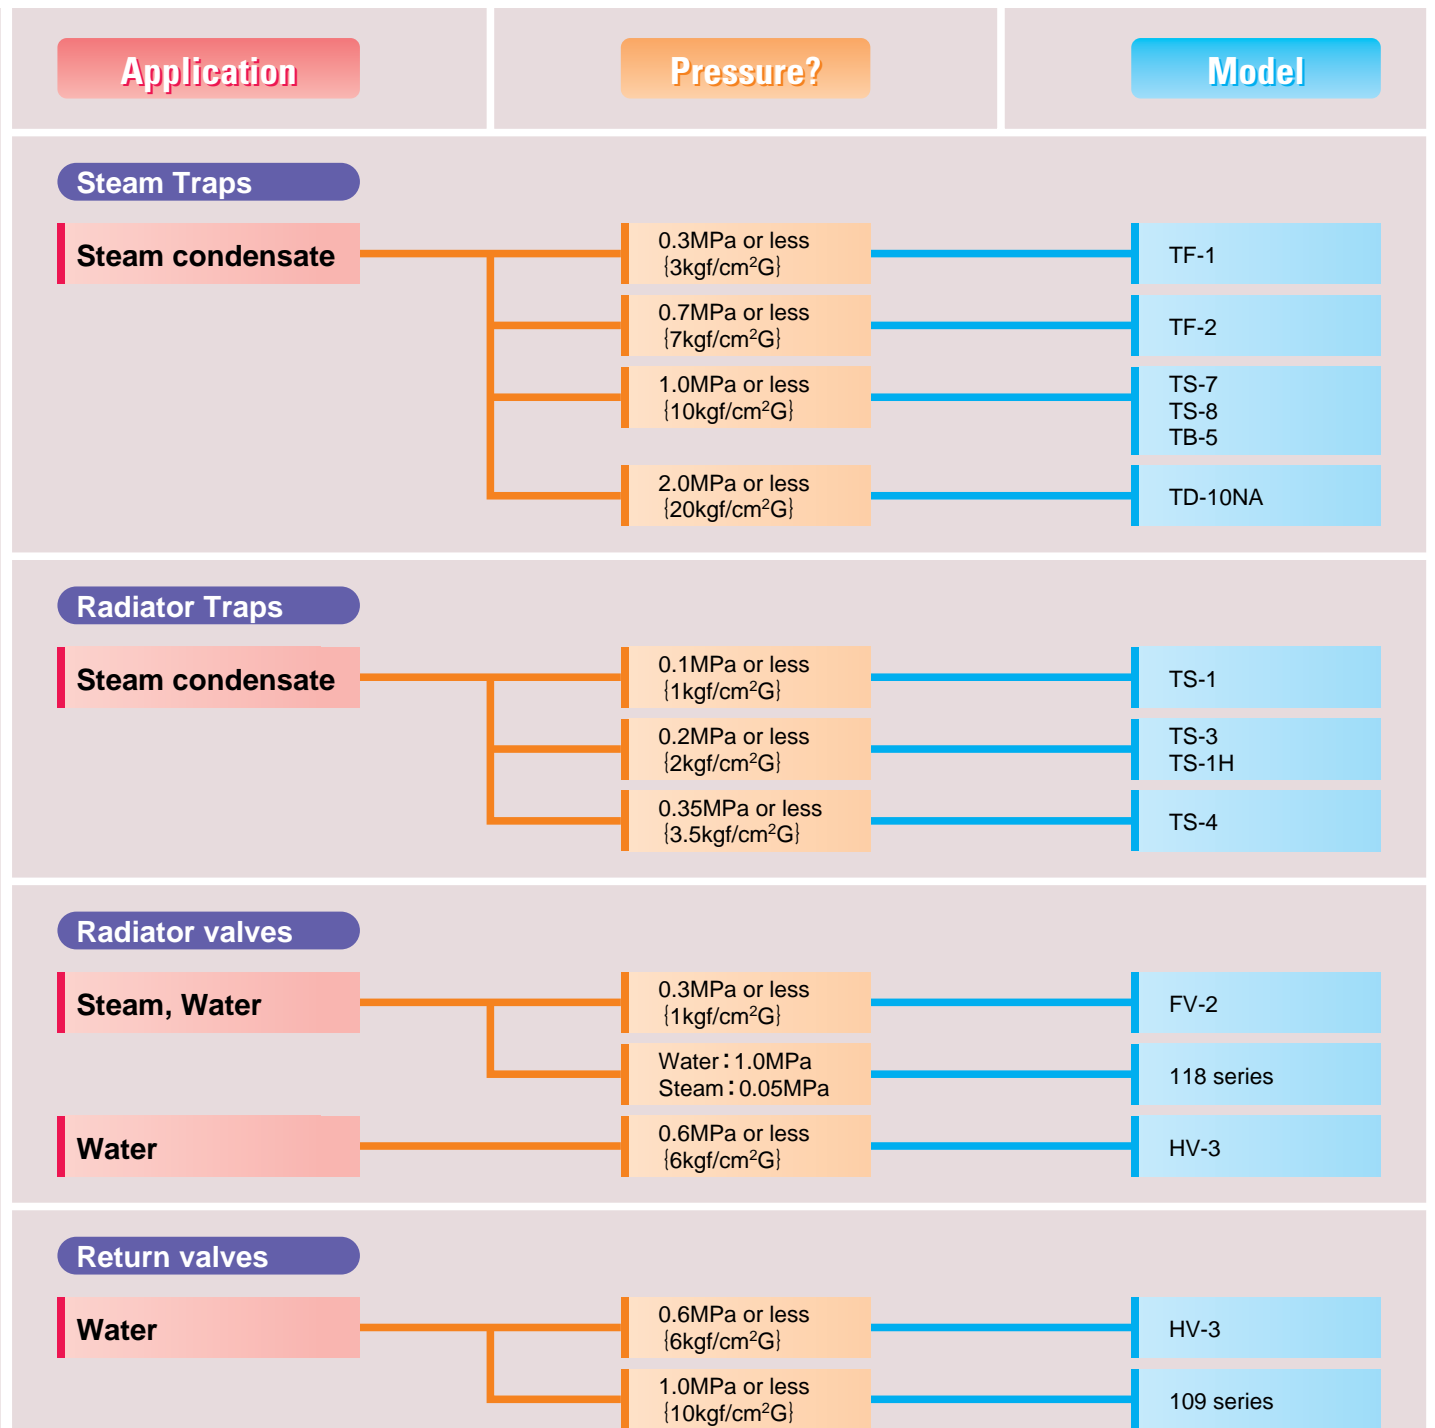 Application
Pressure?
Model
Steam Traps
Steam condensate
0.3MPa or less
{3kgf/cm²G}
TF-1
0.7MPa or less
{7kgf/cm²G}
TF-2
1.0MPa or less
{10kgf/cm²G}
TS-7
TS-8
TB-5
2.0MPa or less
{20kgf/cm²G}
TD-10NA
Radiator Traps
Steam condensate
0.1MPa or less
{1kgf/cm²G}
TS-1
0.2MPa or less
{2kgf/cm²G}
TS-3
TS-1H
0.35MPa or less
{3.5kgf/cm²G}
TS-4
Radiator valves
Steam, Water
0.3MPa or less
{1kgf/cm²G}
FV-2
Water：1.0MPa
Steam：0.05MPa
118 series
Water
0.6MPa or less
{6kgf/cm²G}
HV-3
Return valves
Water
0.6MPa or less
{6kgf/cm²G}
HV-3
1.0MPa or less
{10kgf/cm²G}
109 series